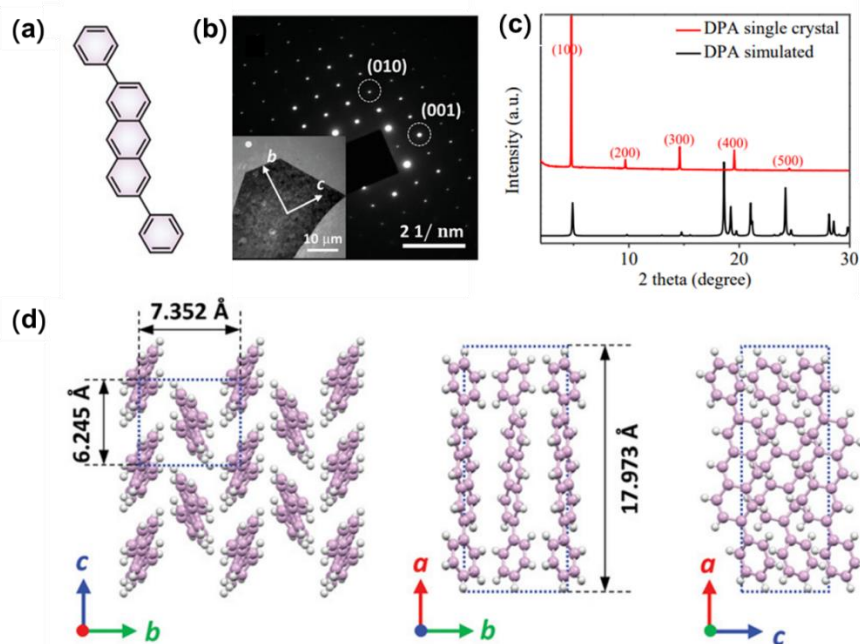 (a)
(b)
(010)
(001)
b
c
10 μm
2 1/ nm
(c)
DPA single crystal
DPA simulated
(100)
(200)
(300)
(400)
(500)
Intensity (a.u.)
10
20
30
2 theta (degree)
(d)
7.352 Å
6.245 Å
17.973 Å
c
b
a
b
a
c